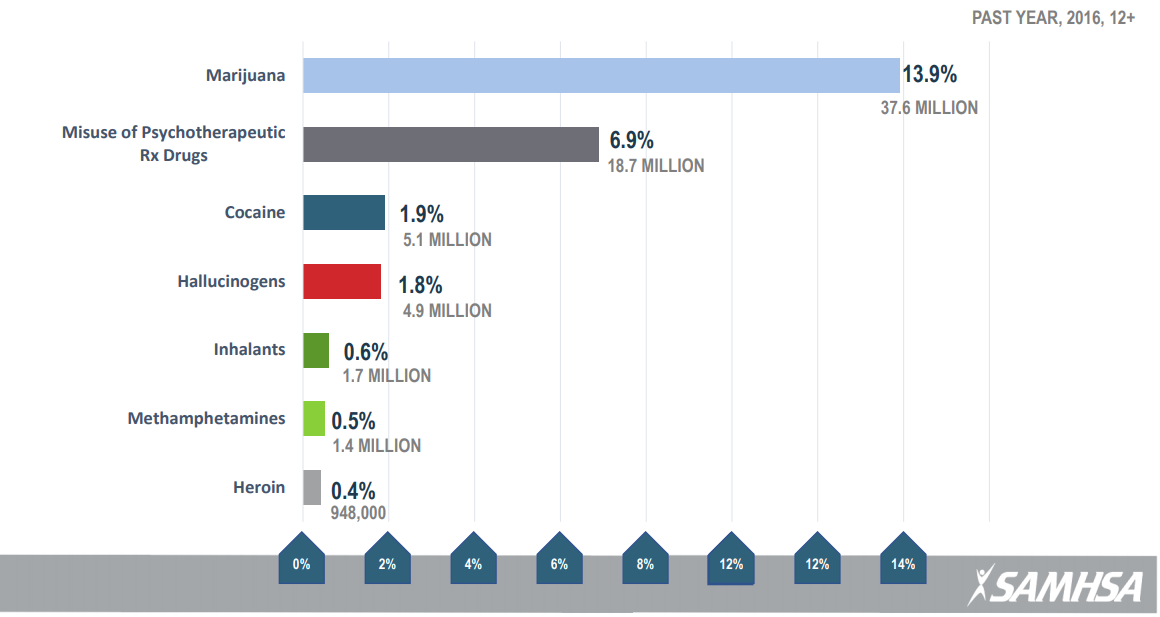 PAST YEAR, 2016, 12+
Marijuana
13.9%
37.6 MILLION
Misuse of Psychotherapeutic
Rx Drugs
6.9%
18.7 MILLION
Cocaine
1.9%
5.1 MILLION
Hallucinogens
1.8%
4.9 MILLION
Inhalants
0.6%
1.7 MILLION
Methamphetamines
0.5%
1.4 MILLION
Heroin
0.4%
948,000
0% 2% 4% 6% 8% 12% 12% 14%
SAMHSA